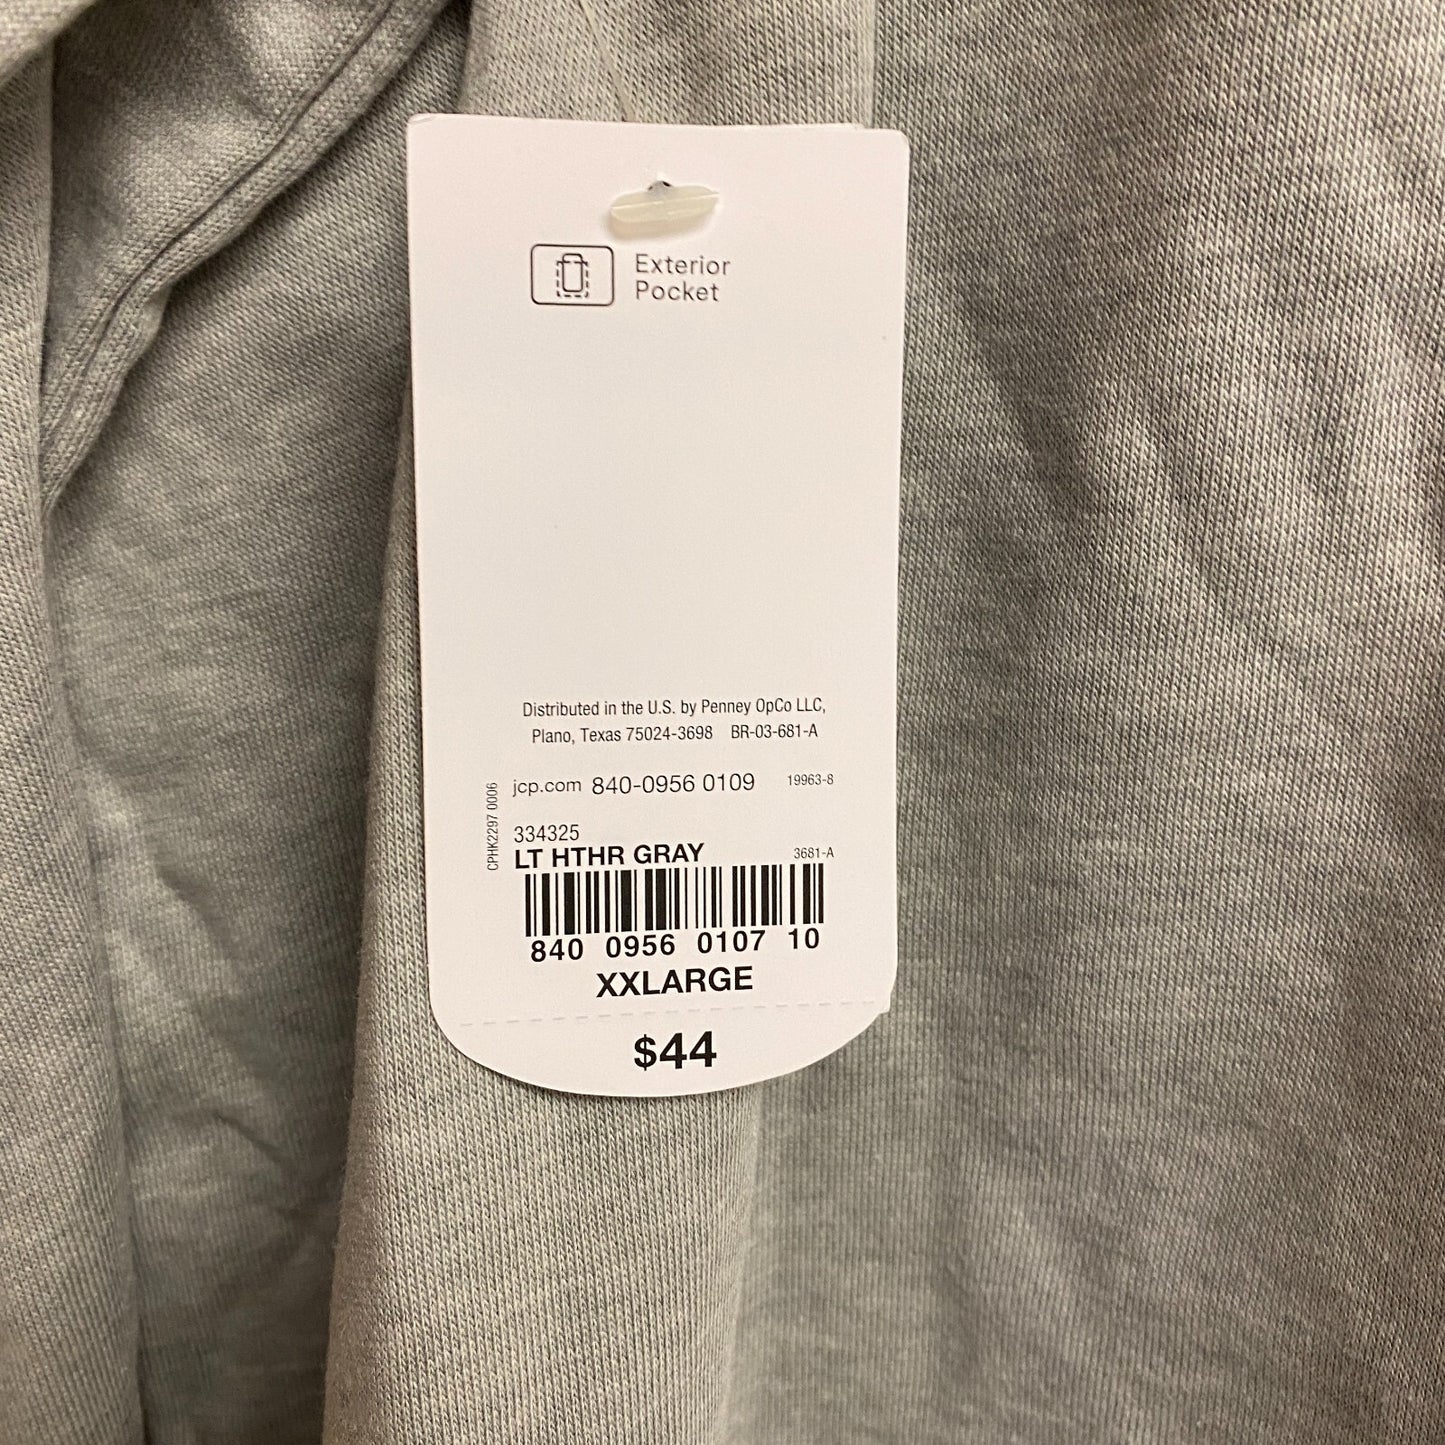 Exterior
Pocket
Distributed in the U.S. by Penney OpCo LLC,
Plano, Texas 75024-3698 BR-03-681-A
jcp.com 840-0956 0109 19963-8
CPHK2297 0006
334325
LT HTHR GRAY 3681-A
840 0956 0107 10
XXLARGE
$44